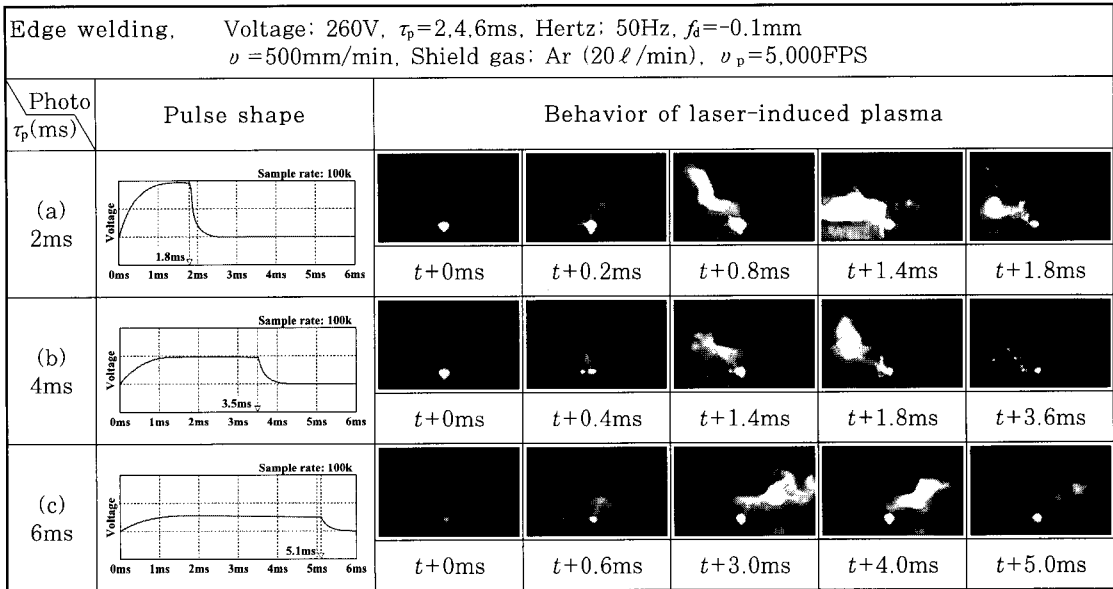 Edge welding, Voltage; 260V, τp=2,4,6ms, Hertz; 50Hz, fd=-0.1mm
υ=500mm/min, Shield gas; Ar (20ℓ/min), υp=5,000FPS
Photo
τp(ms)
Pulse shape
Behavior of laser-induced plasma
(a)
2ms
Sample rate: 100k
Voltage
1.8ms
0ms 1ms 2ms 3ms 4ms 5ms 6ms
t+0ms t+0.2ms t+0.8ms t+1.4ms t+1.8ms
(b)
4ms
Sample rate: 100k
Voltage
3.5ms
0ms 1ms 2ms 3ms 4ms 5ms 6ms
t+0ms t+0.4ms t+1.4ms t+1.8ms t+3.6ms
(c)
6ms
Sample rate: 100k
Voltage
5.1ms
0ms 1ms 2ms 3ms 4ms 5ms 6ms
t+0ms t+0.6ms t+3.0ms t+4.0ms t+5.0ms